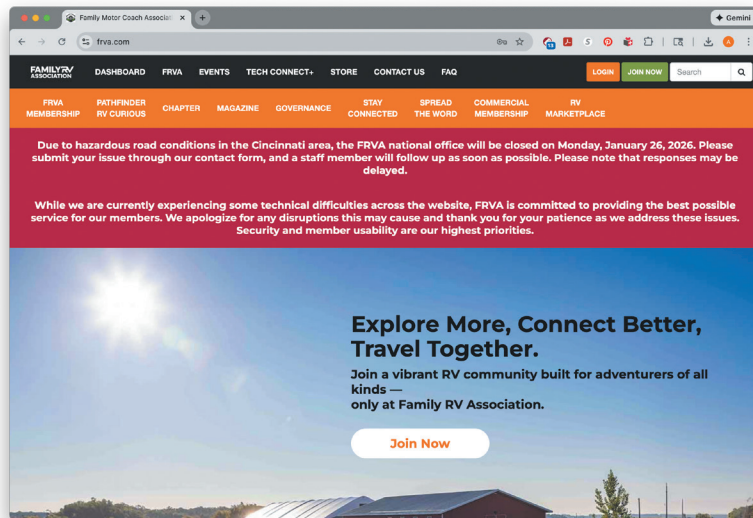 Family Motor Coach Associat
Gemini
frva.com
19
FAMILY RV
ASSOCIATION
DASHBOARD
FRVA
EVENTS
TECH CONNECT+
STORE
CONTACT US
FAQ
LOGIN
JOIN NOW
Search
FRVA
MEMBERSHIP
PATHFINDER
RV CURIOUS
CHAPTER
MAGAZINE
GOVERNANCE
STAY
CONNECTED
SPREAD
THE WORD
COMMERCIAL
MEMBERSHIP
RV
MARKETPLACE
Due to hazardous road conditions in the Cincinnati area, the FRVA national office will be closed on Monday, January 26, 2026. Please
submit your issue through our contact form, and a staff member will follow up as soon as possible. Please note that responses may be
delayed.
While we are currently experiencing some technical difficulties across the website, FRVA is committed to providing the best possible
service for our members. We apologize for any disruptions this may cause and thank you for your patience as we address these issues.
Security and member usability are our highest priorities.
Explore More, Connect Better,
Travel Together.
Join a vibrant RV community built for adventurers of all
kinds —
only at Family RV Association.
Join Now